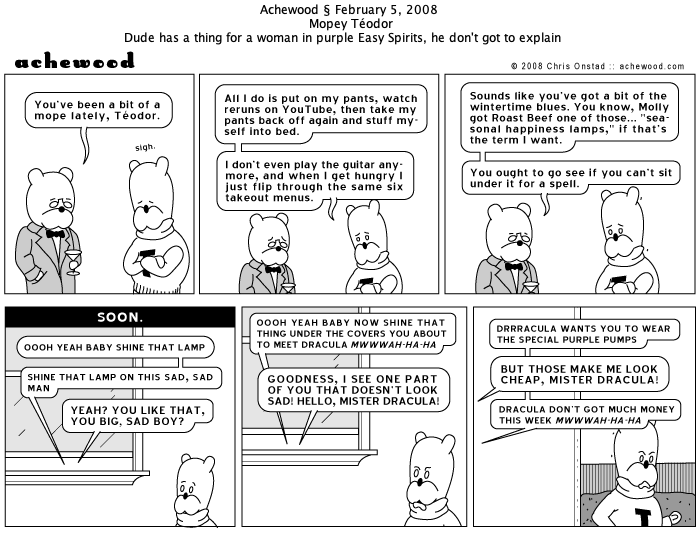 Achewood § February 5, 2008
Mopey Téodor
Dude has a thing for a woman in purple Easy Spirits, he don't got to explain
achewood
© 2008 Chris Onstad :: achewood.com
You've been a bit of a
mope lately, Téodor.
sigh.
All I do is put on my pants, watch
reruns on YouTube, then take my
pants back off again and stuff my-
self into bed.
I don't even play the guitar any-
more, and when I get hungry I
just flip through the same six
takeout menus.
Sounds like you've got a bit of the
wintertime blues. You know, Molly
got Roast Beef one of those... "sea-
sonal happiness lamps," if that's
the term I want.
You ought to go see if you can't sit
under it for a spell.
SOON.
OOOH YEAH BABY SHINE THAT LAMP
SHINE THAT LAMP ON THIS SAD, SAD
MAN
YEAH? YOU LIKE THAT,
YOU BIG, SAD BOY?
OOOH YEAH BABY NOW SHINE THAT
THING UNDER THE COVERS YOU ABOUT
TO MEET DRACULA MWWWAH-HA-HA
GOODNESS, I SEE ONE PART
OF YOU THAT DOESN'T LOOK
SAD! HELLO, MISTER DRACULA!
DRRRACULA WANTS YOU TO WEAR
THE SPECIAL PURPLE PUMPS
BUT THOSE MAKE ME LOOK
CHEAP, MISTER DRACULA!
DRACULA DON'T GOT MUCH MONEY
THIS WEEK MWWWAH-HA-HA
T